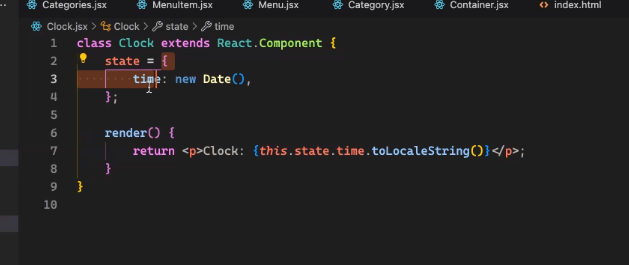 Categories.jsx MenuItem.jsx Menu.jsx Category.jsx Container.jsx <> index.html
Clock.jsx > Clock > state > time
1 class Clock extends React.Component {
2 state = {
3 time: new Date(),
4 };
5
6 render() {
7 return <p>Clock: {this.state.time.toLocaleString()}</p>;
8 }
9 }
10